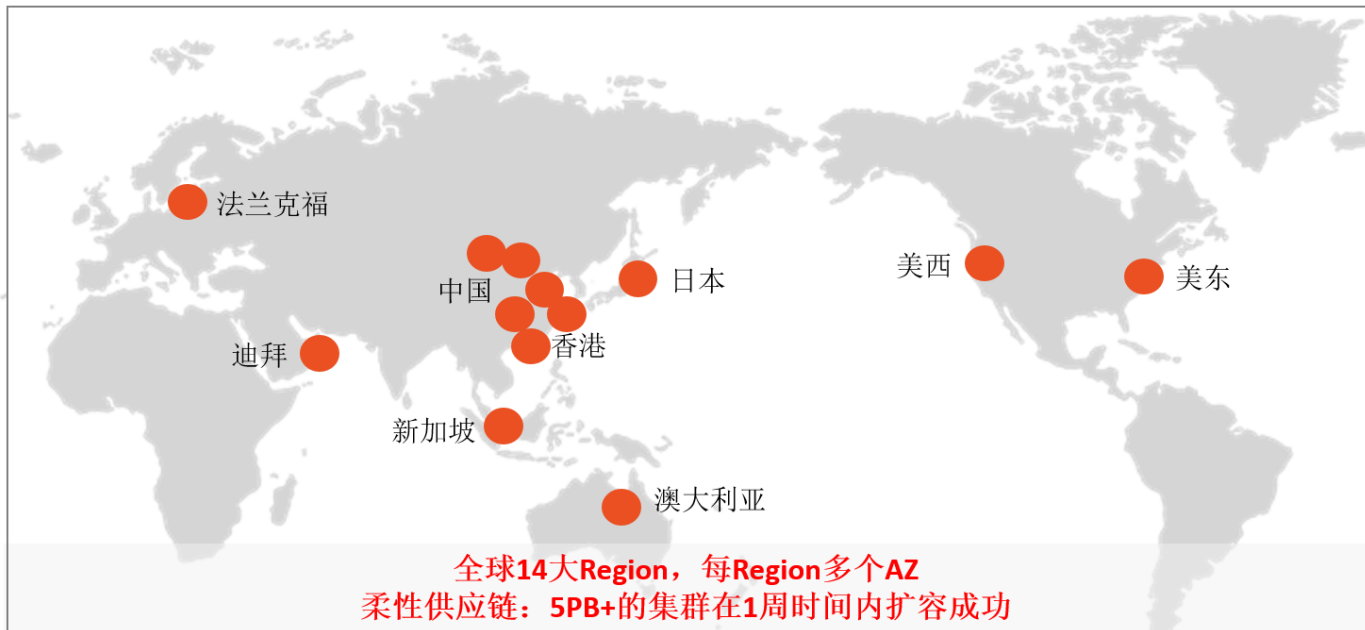 法兰克福
中国
日本
美西
美东
迪拜
香港
新加坡
澳大利亚
全球14大Region，每Region多个AZ
柔性供应链：5PB+的集群在1周时间内扩容成功